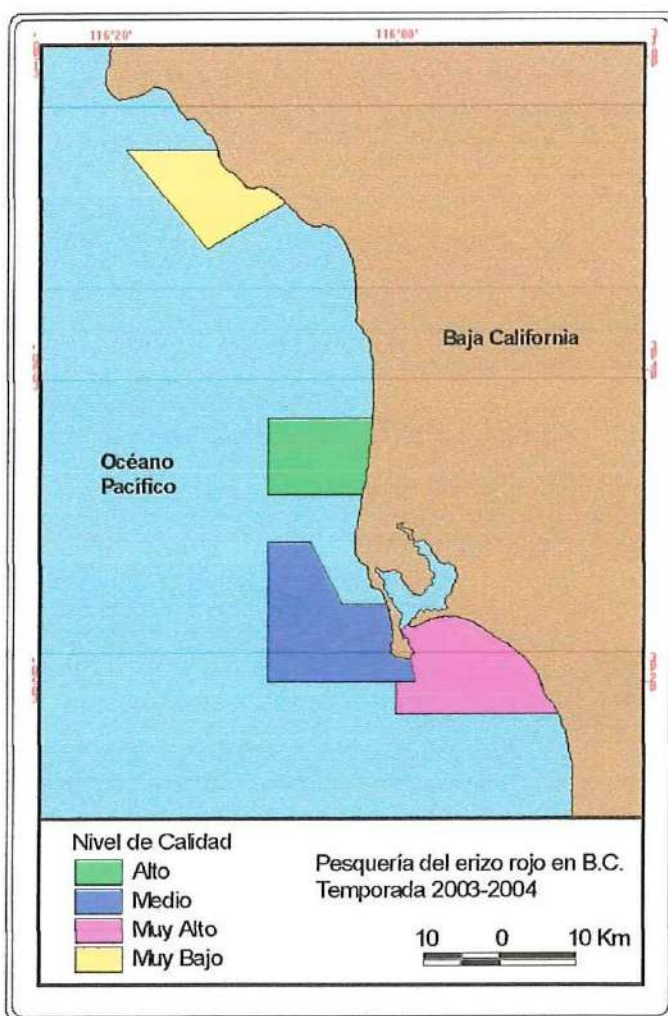 116°20'
116°00'
Baja California
Océano
Pacífico
Nivel de Calidad
Alto
Medio
Muy Alto
Muy Bajo
Pesquería del erizo rojo en B.C.
Temporada 2003-2004
10 0 10 Km